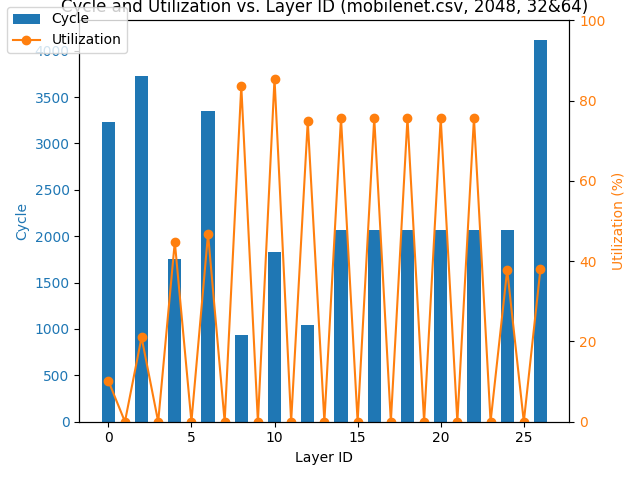 Cycle and Utilization vs. Layer ID (mobilenet.csv, 2048, 32&64)
Cycle
Utilization
4000
3500
3000
2500
2000
1500
1000
500
0
Cycle
100
80
60
40
20
0
Utilization (%)
0 5 10 15 20 25
Layer ID